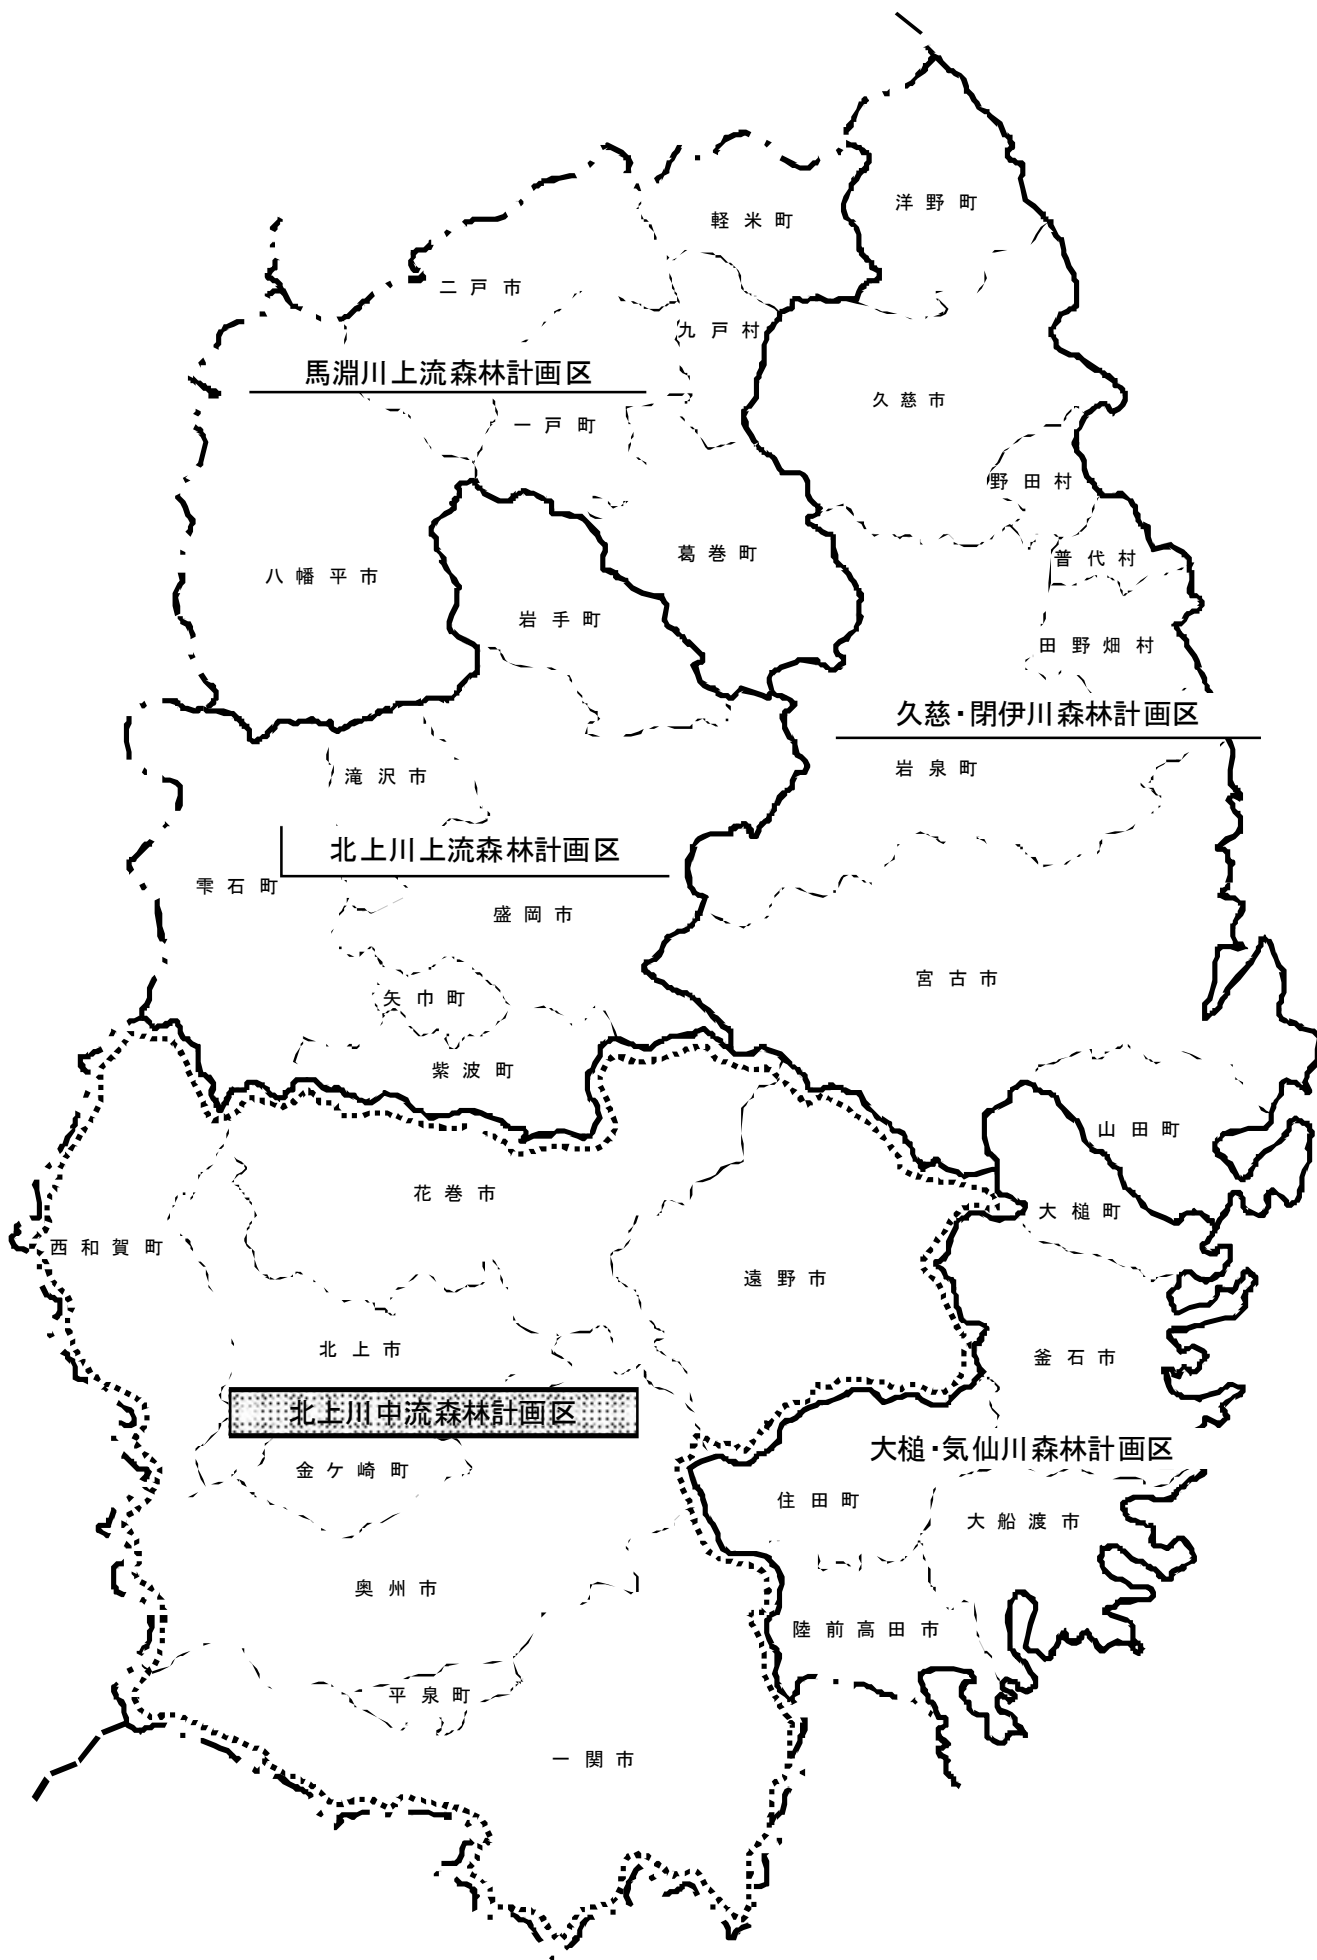 洋野町
軽米町
二戸市
九戸村
馬淵川上流森林計画区
久慈市
一戸町
野田村
葛巻町
普代村
八幡平市
岩手町
田野畑村
久慈・閉伊川森林計画区
岩泉町
滝沢市
北上川上流森林計画区
雫石町
盛岡市
宮古市
矢巾町
紫波町
山田町
花巻市
大槌町
西和賀町
遠野市
北上市
釜石市
北上川中流森林計画区
大槌・気仙川森林計画区
金ケ崎町
住田町
大船渡市
奥州市
陸前高田市
平泉町
一関市